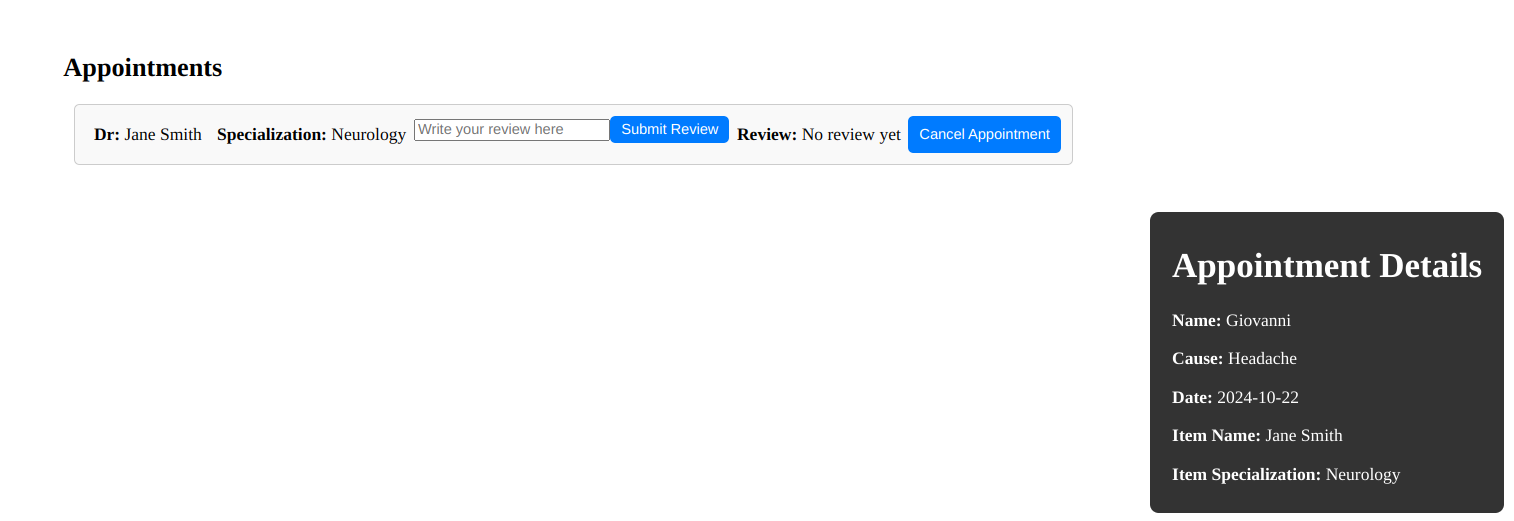 Appointments
Dr: Jane Smith Specialization: Neurology Write your review here Submit Review Review: No review yet Cancel Appointment
Appointment Details
Name: Giovanni
Cause: Headache
Date: 2024-10-22
Item Name: Jane Smith
Item Specialization: Neurology